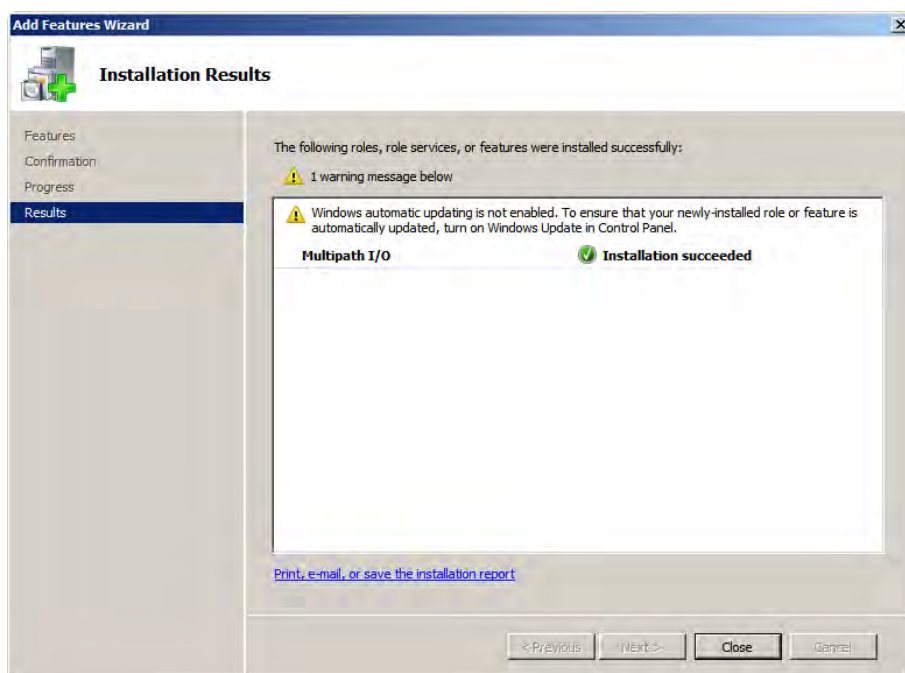 Add Features Wizard
Installation Results
Features
Confirmation
Progress
Results
The following roles, role services, or features were installed successfully:
1 warning message below
Windows automatic updating is not enabled. To ensure that your newly-installed role or feature is
automatically updated, turn on Windows Update in Control Panel.
Multipath I/O
Installation succeeded
Print, e-mail, or save the installation report
< Previous
Next >
Close
Cancel